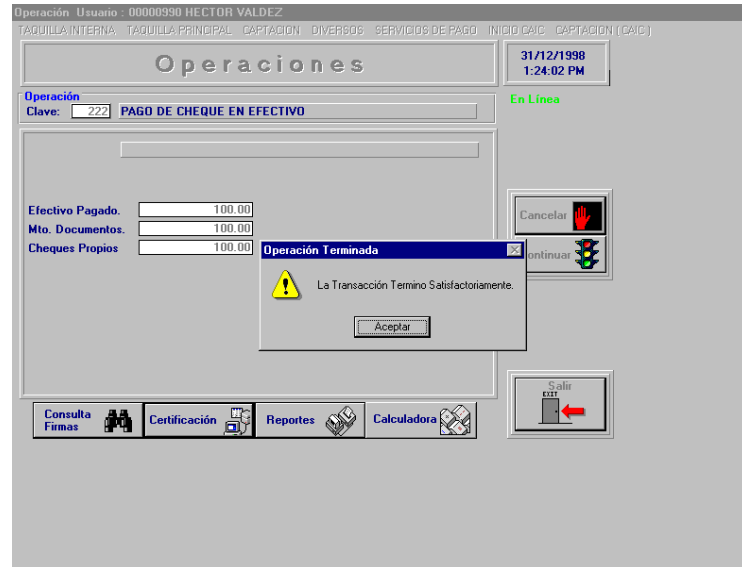 Operación Usuario : 00000990 HECTOR VALDEZ
TAQUILLA INTERNA TAQUILLA PRINCIPAL CAPTACION DIVERSOS SERVICIOS DE PAGO INICIO CAIC CAPTACION ( CAIC )
Operaciones
31/12/1998
1:24:02 PM
Operación
Clave: 222 PAGO DE CHEQUE EN EFECTIVO
En Línea
Efectivo Pagado. 100.00
Mto. Documentos. 100.00
Cheques Propios 100.00
Cancelar
ontinuar
Operación Terminada
La Transacción Termino Satisfactoriamente.
Aceptar
Salir
EXIT
Consulta Firmas
Certificación
Reportes
Calculadora